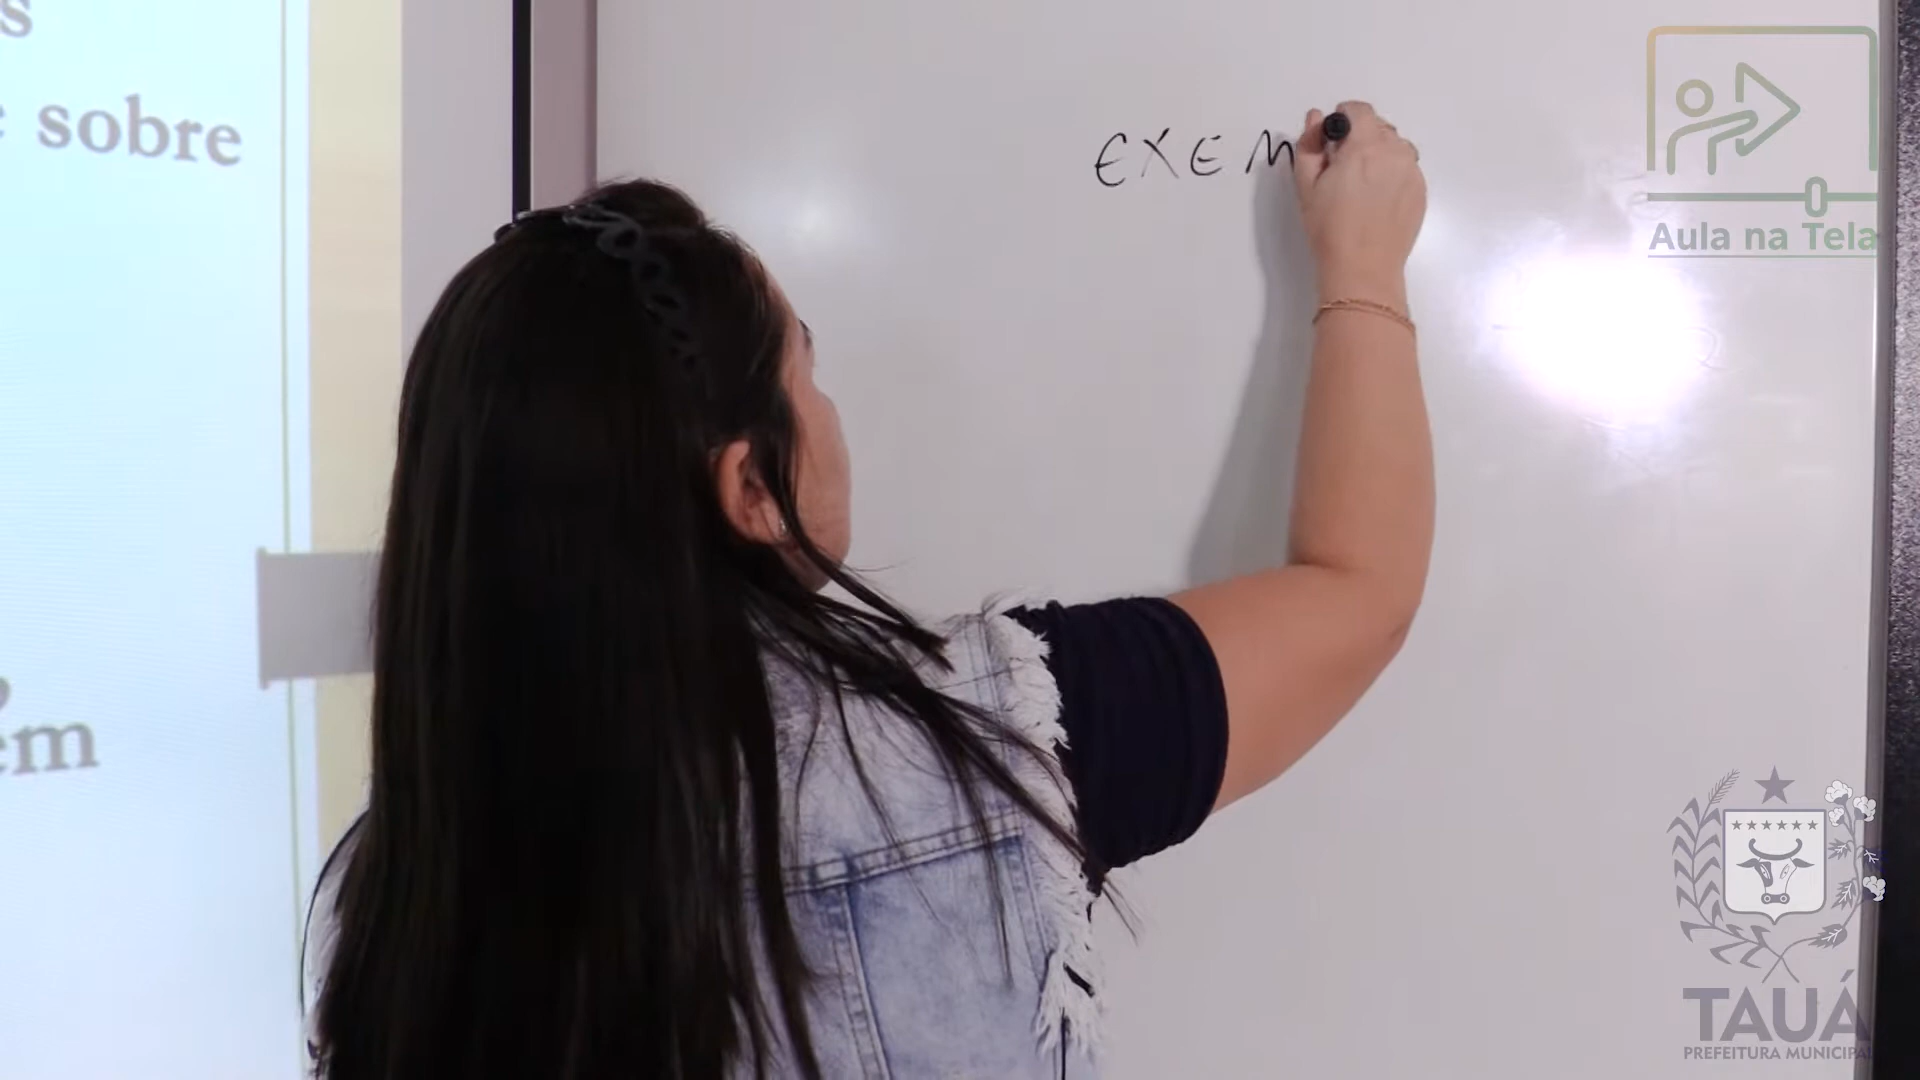 s
e sobre
em
EXEM
Aula na Tela
TAUÁ
PREFEITURA MUNICIPAL